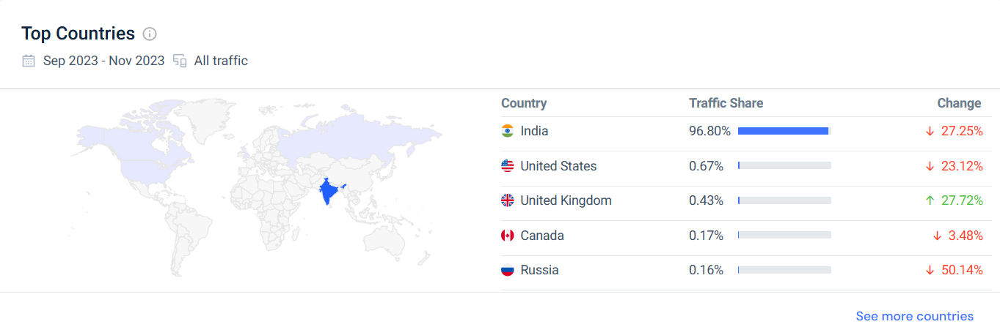 Top Countries
Sep 2023 - Nov 2023 All traffic
Country Traffic Share Change
India 96.80% ↓ 27.25%
United States 0.67% ↓ 23.12%
United Kingdom 0.43% ↑ 27.72%
Canada 0.17% ↓ 3.48%
Russia 0.16% ↓ 50.14%
See more countries